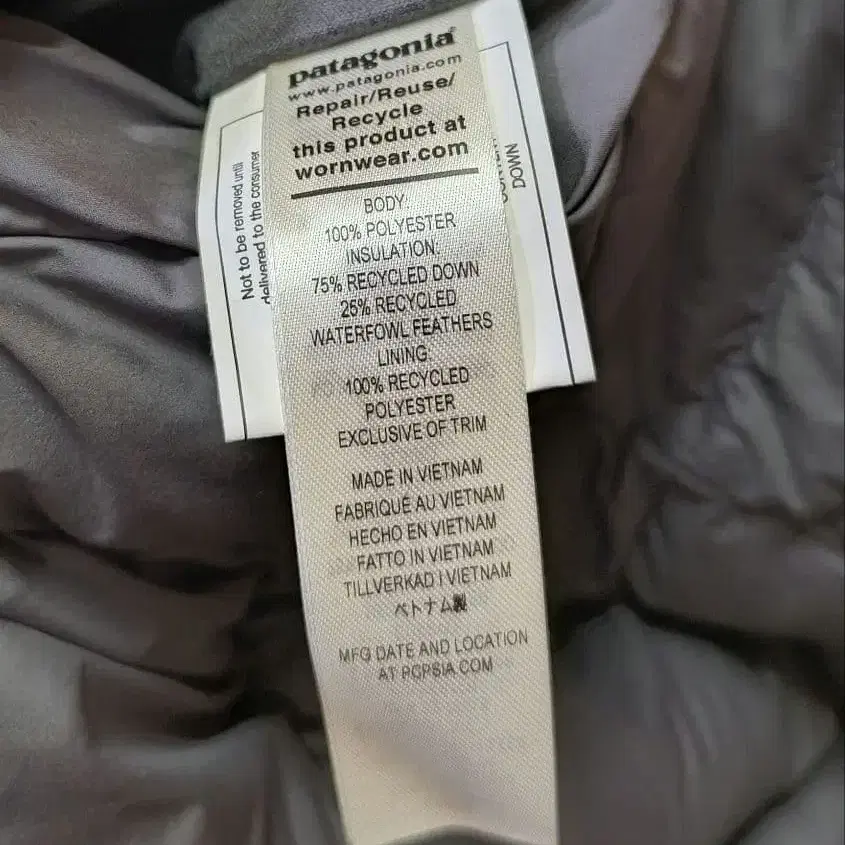 patagonia®
www.patagonia.com
Repair/Reuse/
Recycle
this product at
wornwear.com
BODY:
100% POLYESTER
INSULATION:
75% RECYCLED DOWN
25% RECYCLED
WATERFOWL FEATHERS
LINING:
100% RECYCLED
POLYESTER
EXCLUSIVE OF TRIM
MADE IN VIETNAM
FABRIQUÉ AU VIETNAM
HECHO EN VIETNAM
FATTO IN VIETNAM
TILLVERKAD I VIETNAM
ベトナム製
MFG DATE AND LOCATION
AT PGPSIA.COM
Not to be removed until
delivered to the consumer
DOWN